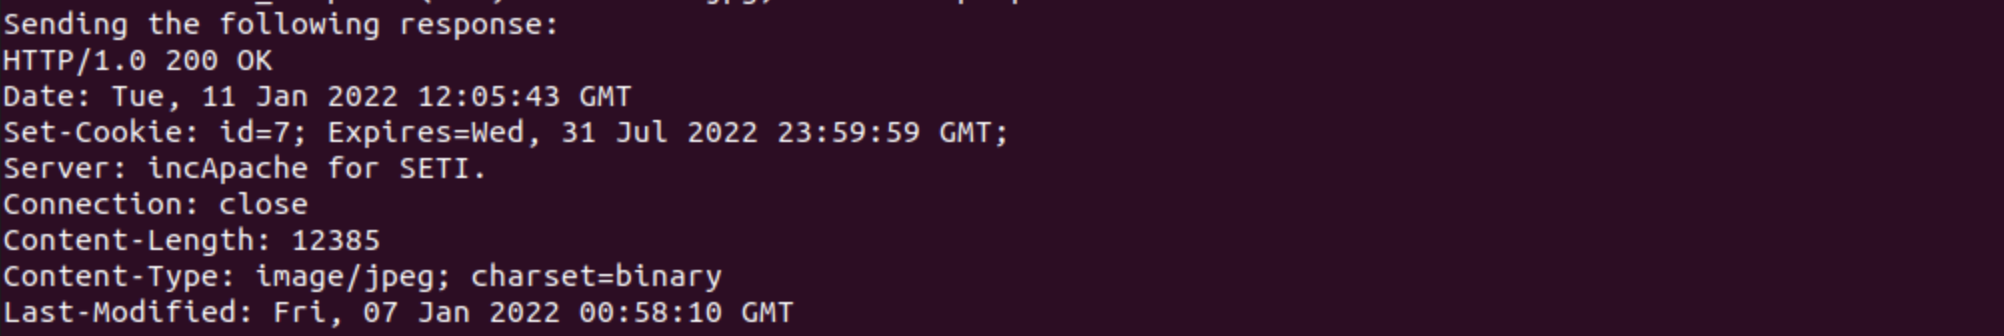 Sending the following response:
HTTP/1.0 200 OK
Date: Tue, 11 Jan 2022 12:05:43 GMT
Set-Cookie: id=7; Expires=Wed, 31 Jul 2022 23:59:59 GMT;
Server: incApache for SETI.
Connection: close
Content-Length: 12385
Content-Type: image/jpeg; charset=binary
Last-Modified: Fri, 07 Jan 2022 00:58:10 GMT